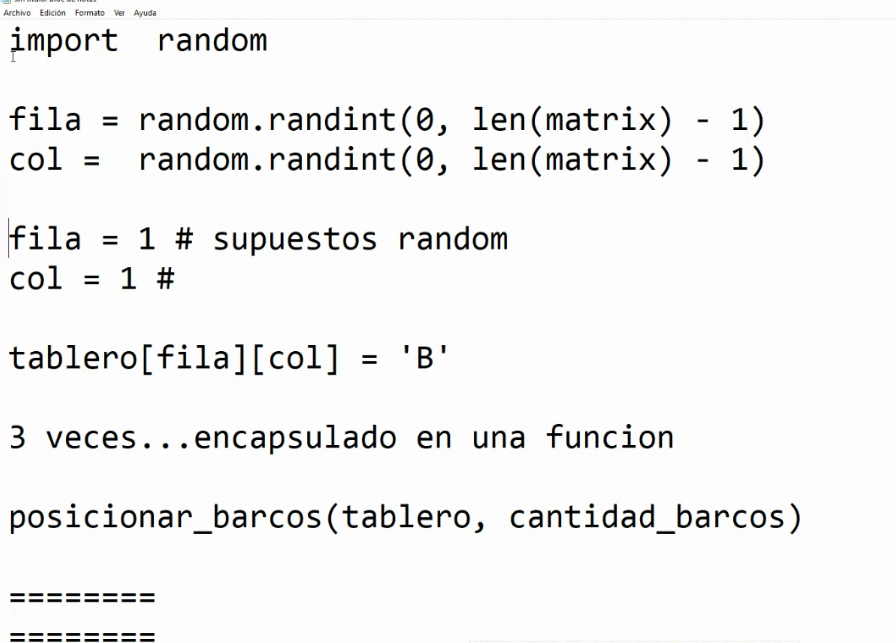 Sin título: Bloc de notas
Archivo Edición Formato Ver Ayuda
import  random
fila = random.randint(0, len(matrix) - 1)
col =  random.randint(0, len(matrix) - 1)
fila = 1 # supuestos random
col = 1 #
tablero[fila][col] = 'B'
3 veces...encapsulado en una funcion
posicionar_barcos(tablero, cantidad_barcos)
========
========